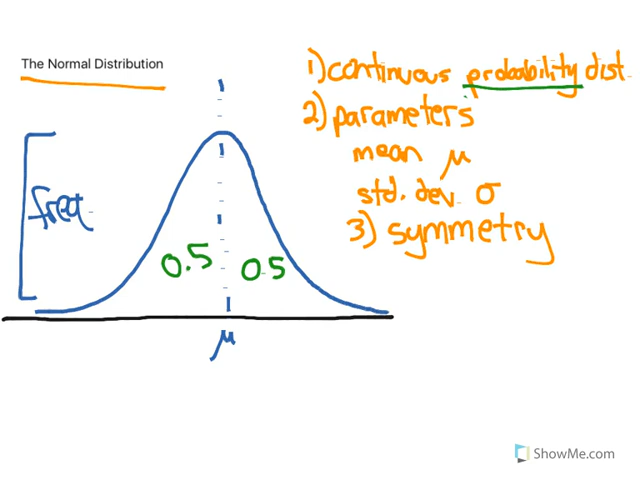 The Normal Distribution
1) continuous probability dist.
2) parameters
mean μ
std. dev. σ
3) symmetry
freq.
0.5 0.5
μ
ShowMe.com